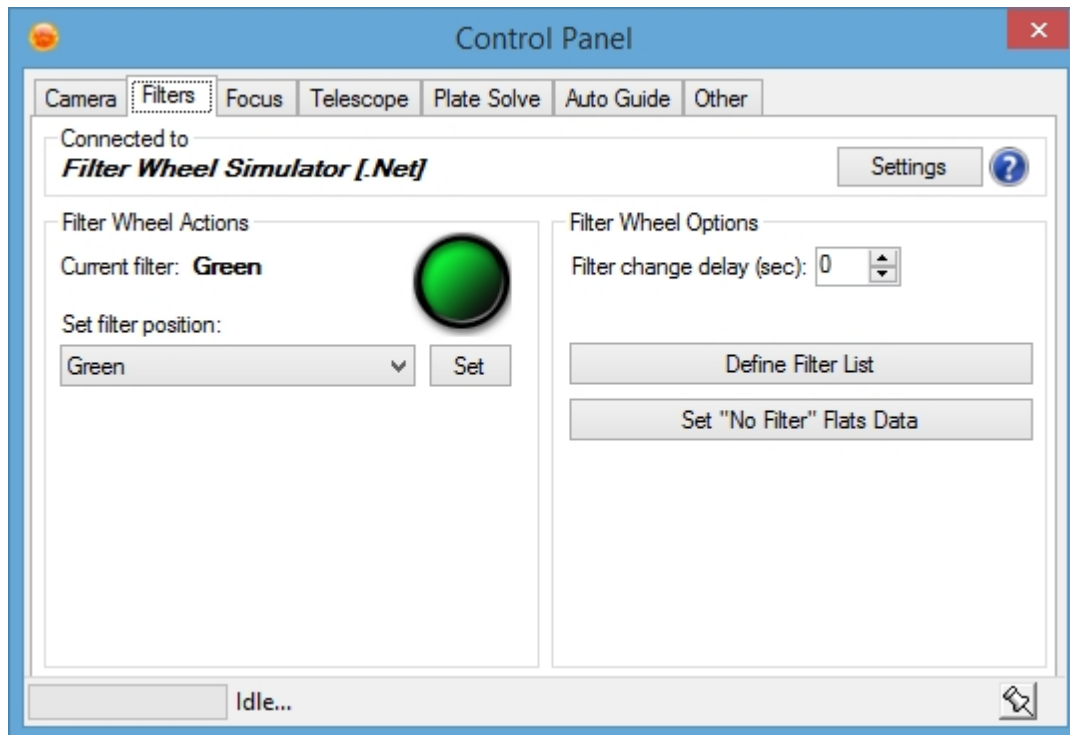 Control Panel
Camera Filters Focus Telescope Plate Solve Auto Guide Other
Connected to
Filter Wheel Simulator [.Net]
Settings
Filter Wheel Actions
Current filter: Green
Set filter position:
Green
Set
Filter Wheel Options
Filter change delay (sec): 0
Define Filter List
Set "No Filter" Flats Data
Idle...